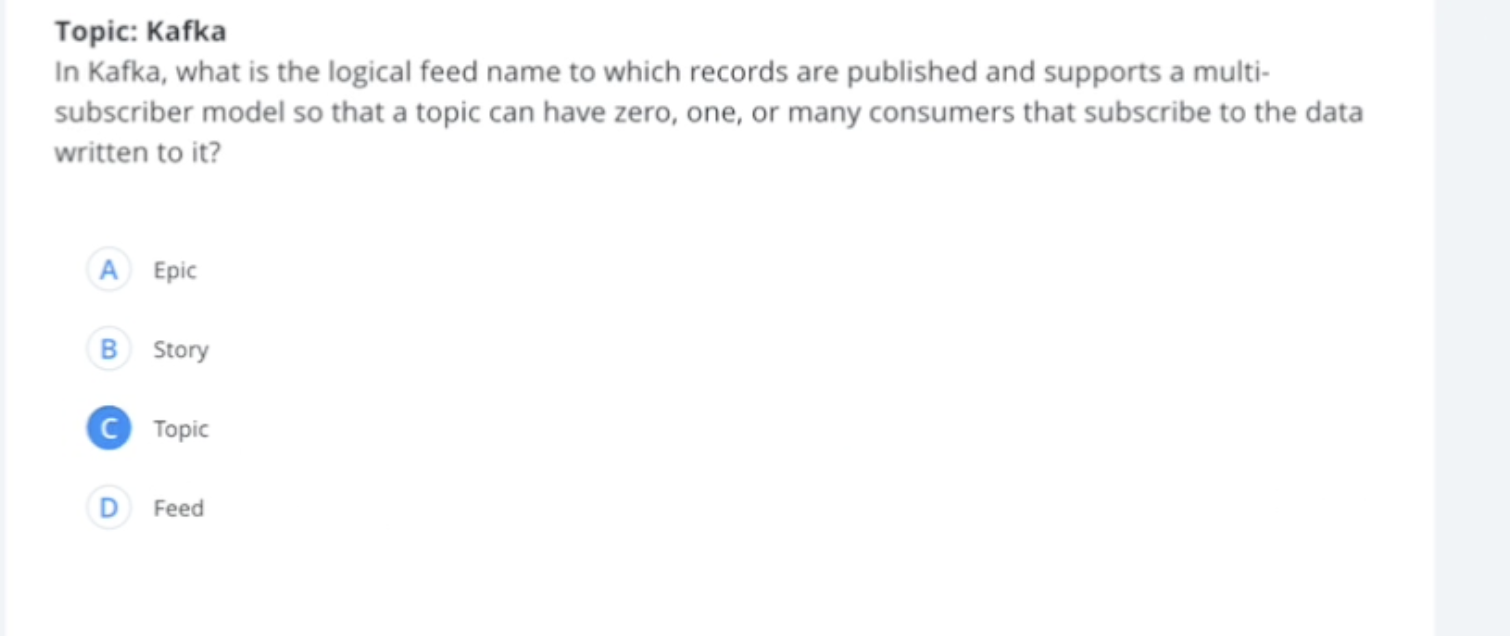 Topic: Kafka
In Kafka, what is the logical feed name to which records are published and supports a multi-
subscriber model so that a topic can have zero, one, or many consumers that subscribe to the data
written to it?
A Epic
B Story
C Topic
D Feed